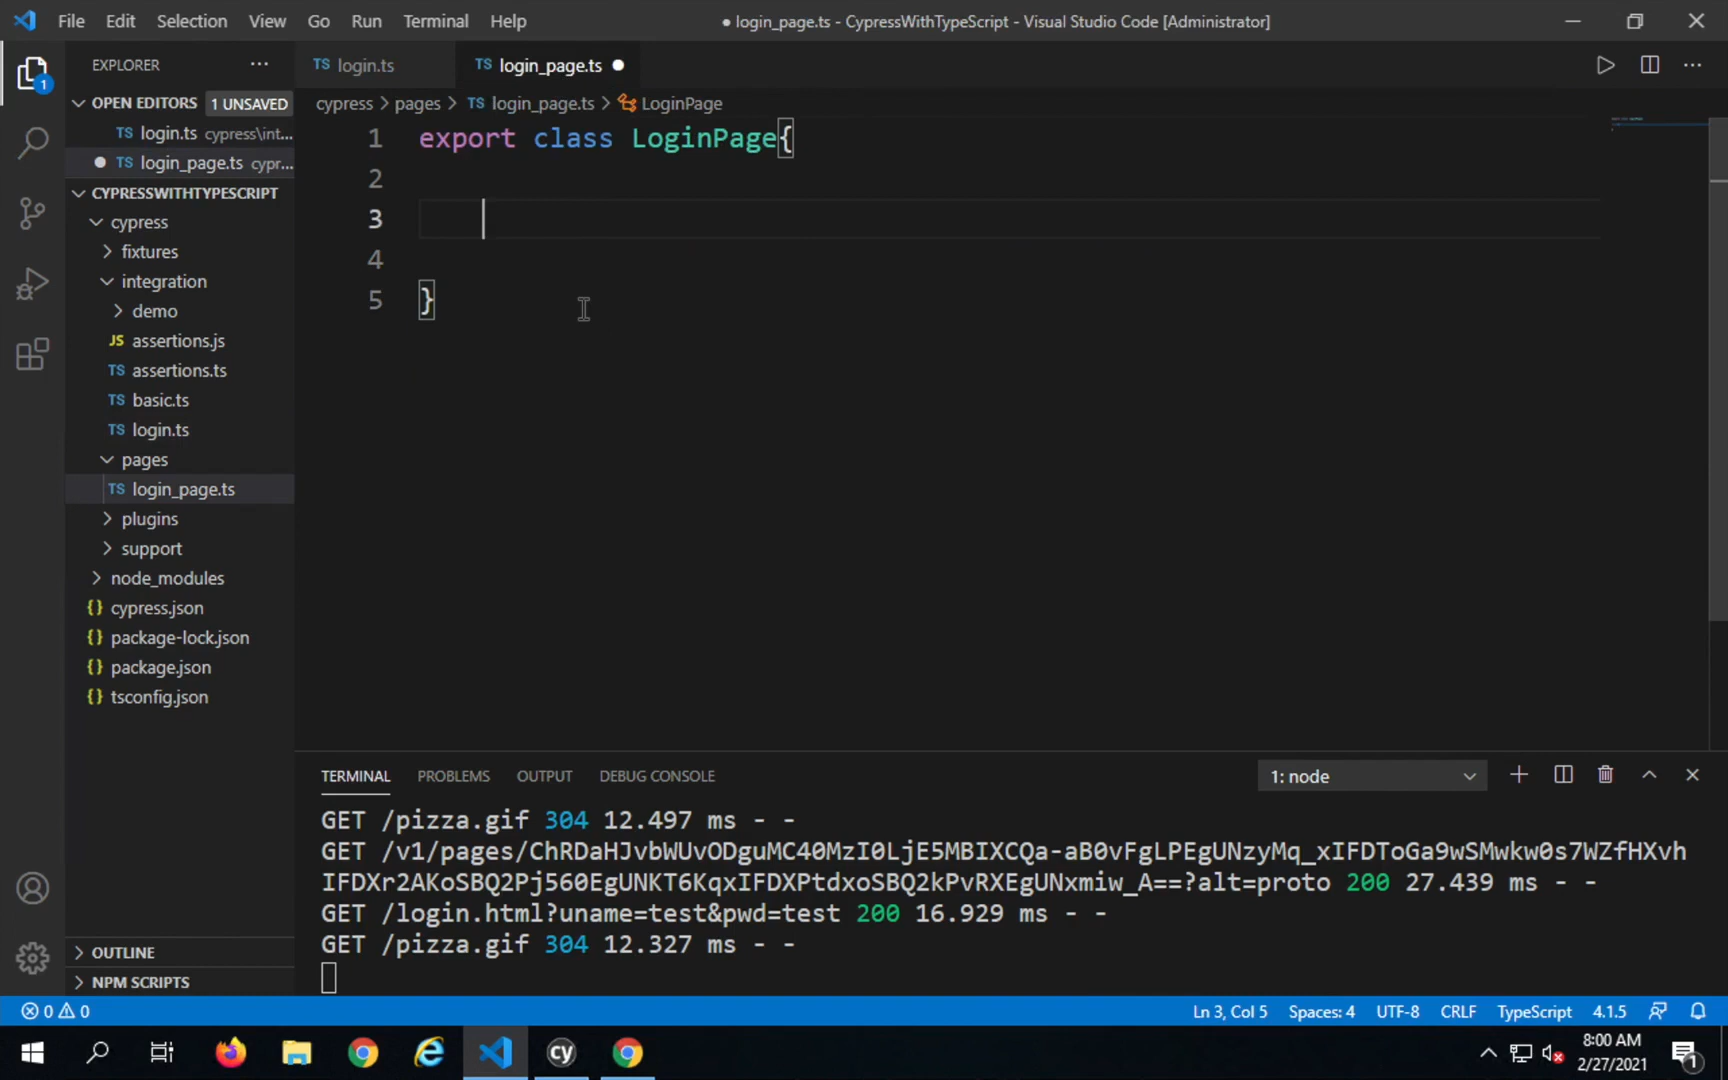 File Edit Selection View Go Run Terminal Help ● login_page.ts - CypressWithTypeScript - Visual Studio Code [Administrator]
EXPLORER ···
TS login.ts TS login_page.ts ●
OPEN EDITORS 1 UNSAVED
TS login.ts cypress\int...
● TS login_page.ts cypr...
CYPRESSWITHTYPESCRIPT
cypress
fixtures
integration
demo
JS assertions.js
TS assertions.ts
TS basic.ts
TS login.ts
pages
TS login_page.ts
plugins
support
node_modules
{} cypress.json
{} package-lock.json
{} package.json
{} tsconfig.json
OUTLINE
NPM SCRIPTS
1
cypress > pages > TS login_page.ts > LoginPage
1 export class LoginPage{
2
3
4
5 }
TERMINAL PROBLEMS OUTPUT DEBUG CONSOLE 1: node
GET /pizza.gif 304 12.497 ms - -
GET /v1/pages/ChRDaHJvbWUvODguMC40MzI0LjE5MBIXCQa-aB0vFgLPEgUNzyMq_xIFDToGa9wSMwkw0s7WZfHXvh
IFDXr2AKoSBQ2Pj560EgUNKT6KqxIFDXPtdxoSBQ2kPvRXEgUNxmiw_A==?alt=proto 200 27.439 ms - -
GET /login.html?uname=test&pwd=test 200 16.929 ms - -
GET /pizza.gif 304 12.327 ms - -
0 0 Ln 3, Col 5 Spaces: 4 UTF-8 CRLF TypeScript 4.1.5
cy
8:00 AM
2/27/2021
1